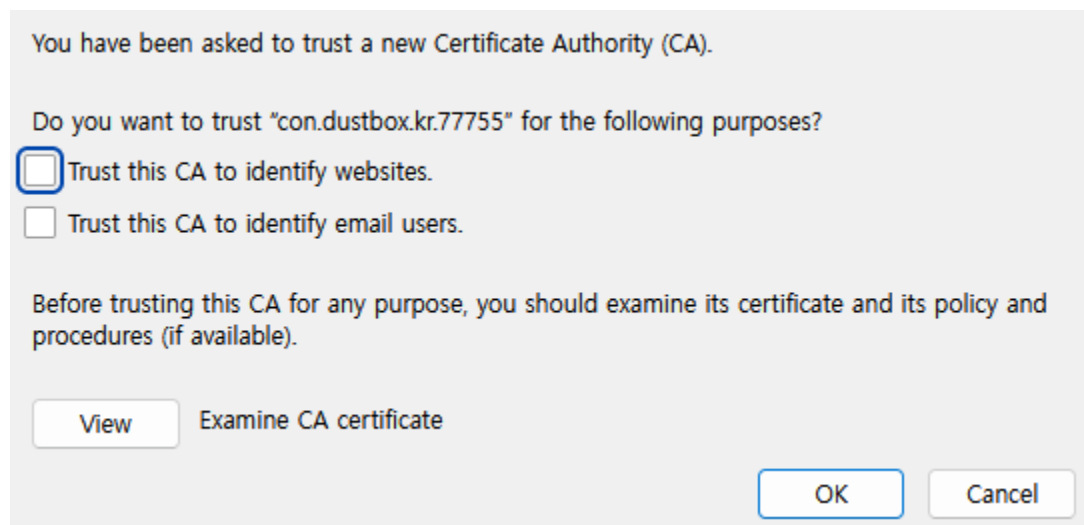 You have been asked to trust a new Certificate Authority (CA).
Do you want to trust “con.dustbox.kr.77755” for the following purposes?
Trust this CA to identify websites.
Trust this CA to identify email users.
Before trusting this CA for any purpose, you should examine its certificate and its policy and
procedures (if available).
View Examine CA certificate
OK Cancel